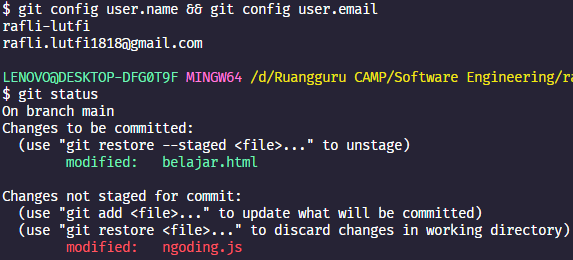 $ git config user.name && git config user.email
rafli-lutfi
rafli.lutfi1818@gmail.com
LENOVO@DESKTOP-DFG0T9F MINGW64 /d/Ruangguru CAMP/Software Engineering/ra
$ git status
On branch main
Changes to be committed:
(use "git restore --staged <file>..." to unstage)
modified: belajar.html
Changes not staged for commit:
(use "git add <file>..." to update what will be committed)
(use "git restore <file>..." to discard changes in working directory)
modified: ngoding.js